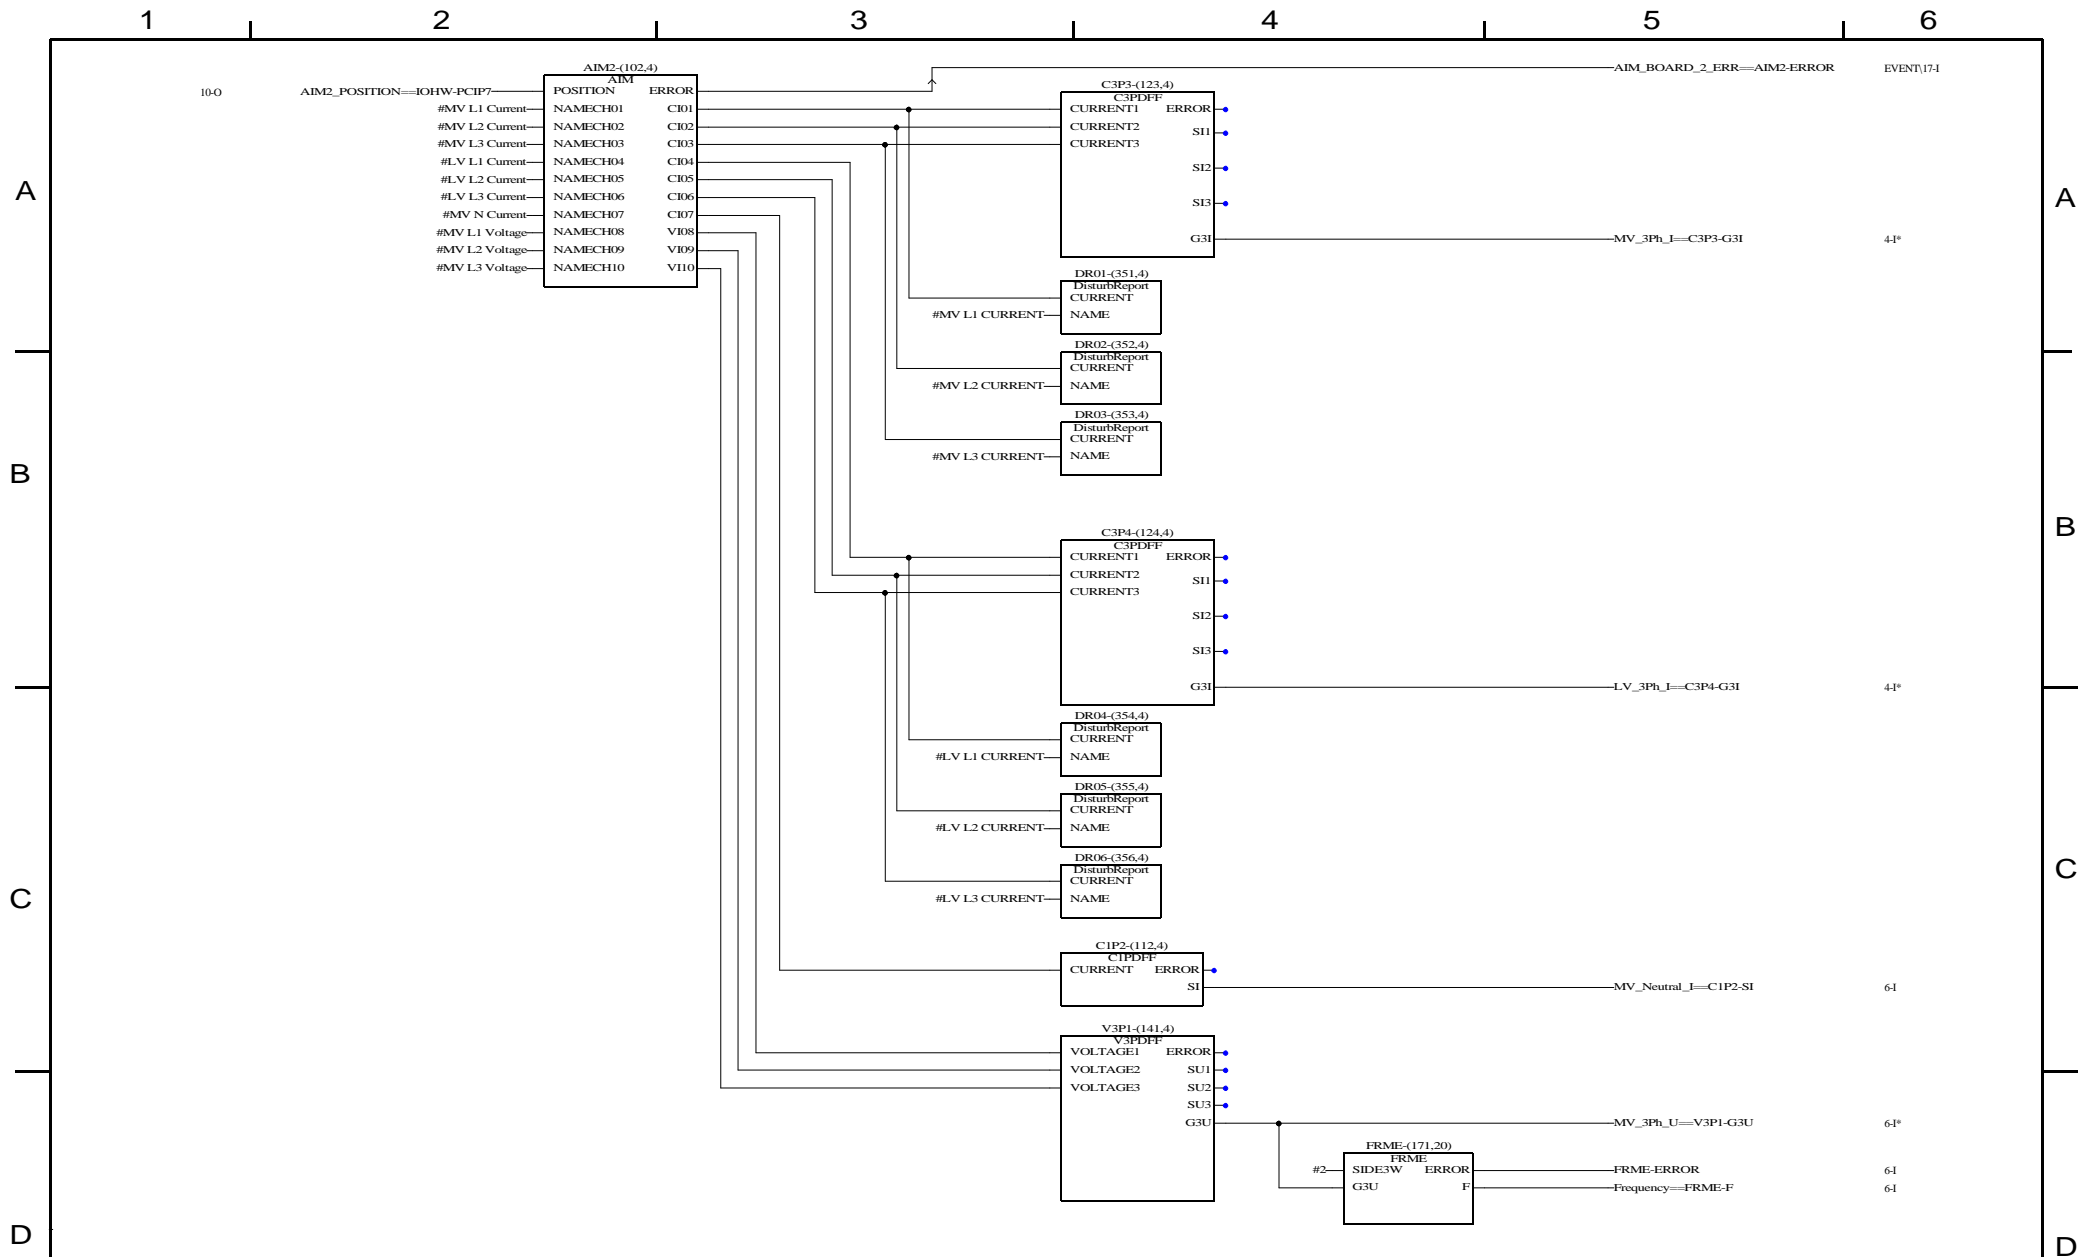 1 2 3 4 5 6
AIM2-(102,4)
AIM
AIM_BOARD_2_ERR==AIM2-ERROR EVENT\17-I
10-O AIM2_POSITION==IOHW-PCIP7 POSITION ERROR
C3P3-(123,4)
C3PDFF
#MV L1 Current NAMECH01 CI01 CURRENT1 ERROR
#MV L2 Current NAMECH02 CI02 CURRENT2 SI1
#MV L3 Current NAMECH03 CI03 CURRENT3
#LV L1 Current NAMECH04 CI04 SI2
#LV L2 Current NAMECH05 CI05
A A
#LV L3 Current NAMECH06 CI06 SI3
#MV N Current NAMECH07 CI07
#MV L1 Voltage NAMECH08 VI08 G3I MV_3Ph_I==C3P3-G3I 4-I*
#MV L2 Voltage NAMECH09 VI09
#MV L3 Voltage NAMECH10 VI10
DR01-(351,4)
DisturbReport
CURRENT
#MV L1 CURRENT NAME
DR02-(352,4)
DisturbReport
CURRENT
#MV L2 CURRENT NAME
DR03-(353,4)
DisturbReport
CURRENT
#MV L3 CURRENT NAME
B B
C3P4-(124,4)
C3PDFF
CURRENT1 ERROR
CURRENT2 SI1
CURRENT3
SI2
SI3
G3I LV_3Ph_I==C3P4-G3I 4-I*
DR04-(354,4)
DisturbReport
CURRENT
#LV L1 CURRENT NAME
DR05-(355,4)
DisturbReport
CURRENT
#LV L2 CURRENT NAME
DR06-(356,4)
DisturbReport
CURRENT
#LV L3 CURRENT NAME
C C
C1P2-(112,4)
C1PDFF
CURRENT ERROR
SI MV_Neutral_I==C1P2-SI 6-I
V3P1-(141,4)
V3PDFF
VOLTAGE1 ERROR
VOLTAGE2 SU1
VOLTAGE3 SU2
SU3
G3U MV_3Ph_U==V3P1-G3U 6-I*
FRME-(171,20)
FRME
#2 SIDE3W ERROR FRME-ERROR 6-I
G3U F Frequency==FRME-F 6-I
D D